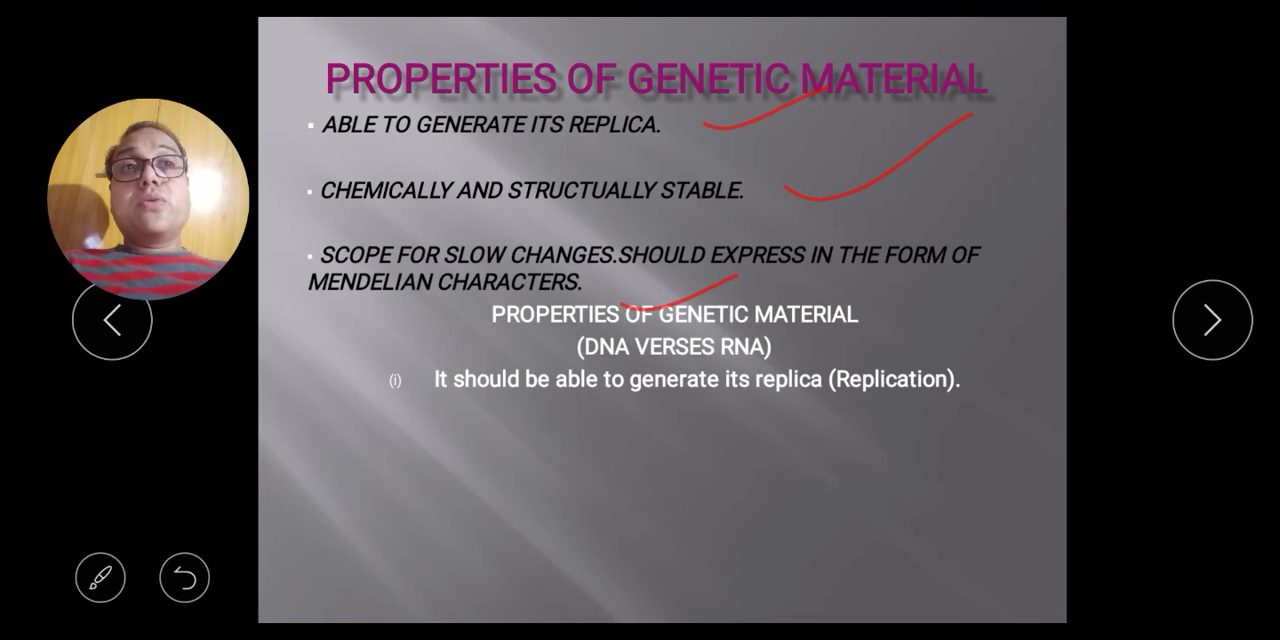 PROPERTIES OF GENETIC MATERIAL
ABLE TO GENERATE ITS REPLICA.
CHEMICALLY AND STRUCTUALLY STABLE.
SCOPE FOR SLOW CHANGES.SHOULD EXPRESS IN THE FORM OF
MENDELIAN CHARACTERS.
PROPERTIES OF GENETIC MATERIAL
(DNA VERSES RNA)
(i) It should be able to generate its replica (Replication).